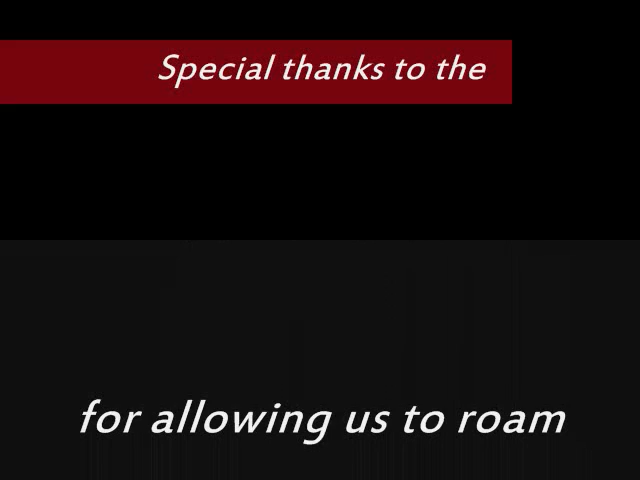 Special thanks to the
for allowing us to roam